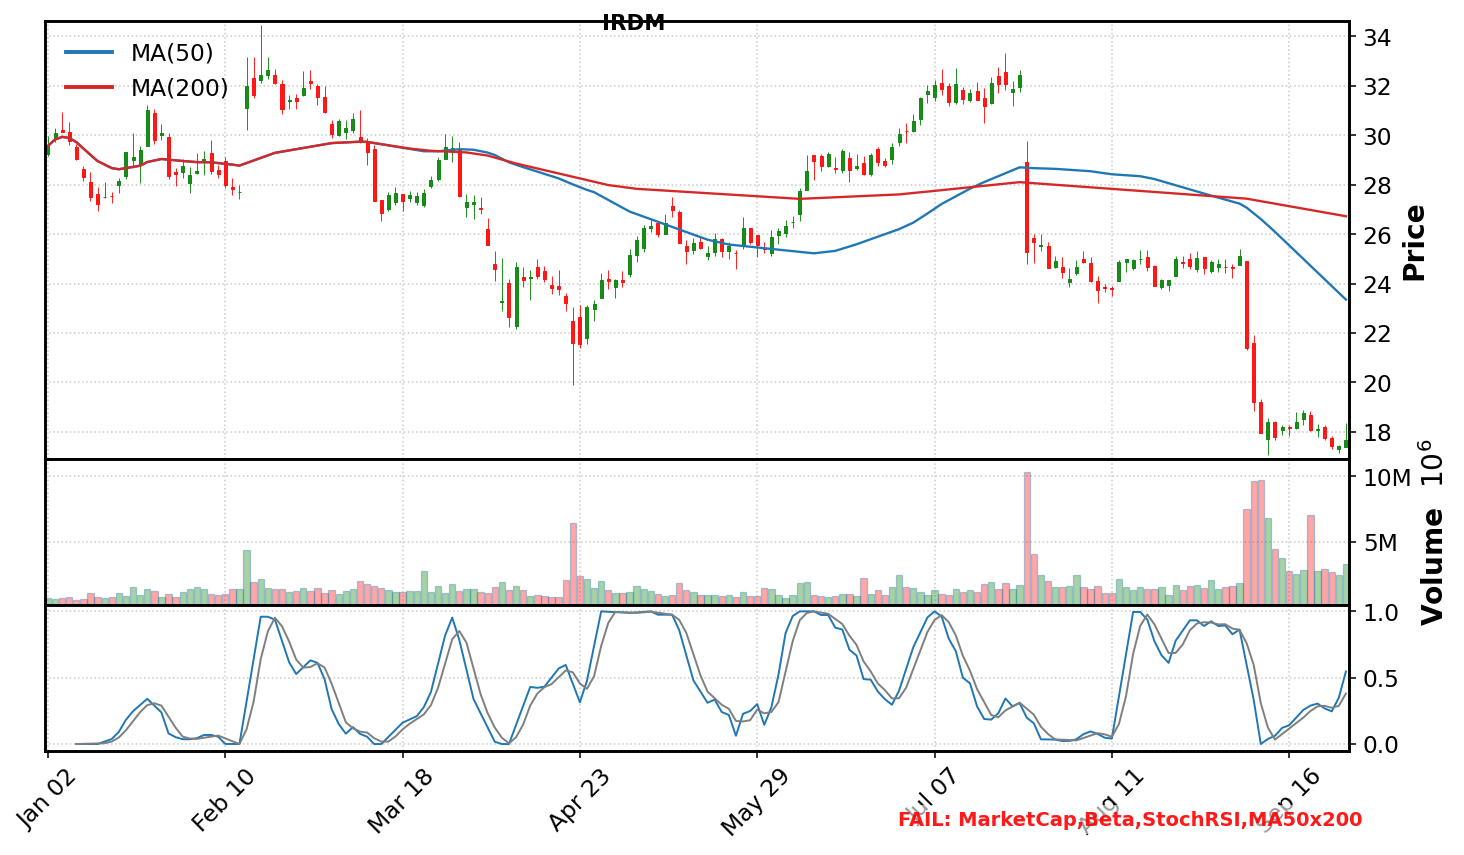 IRDM
MA(50)
MA(200)
34
32
30
28
26
24
22
20
18
Price
10M
5M
Volume 10^6
1.0
0.5
0.0
Jan 02
Feb 10
Mar 18
Apr 23
May 29
Jul 07
Aug 11
Sep 16
FAIL: MarketCap,Beta,StochRSI,MA50x200